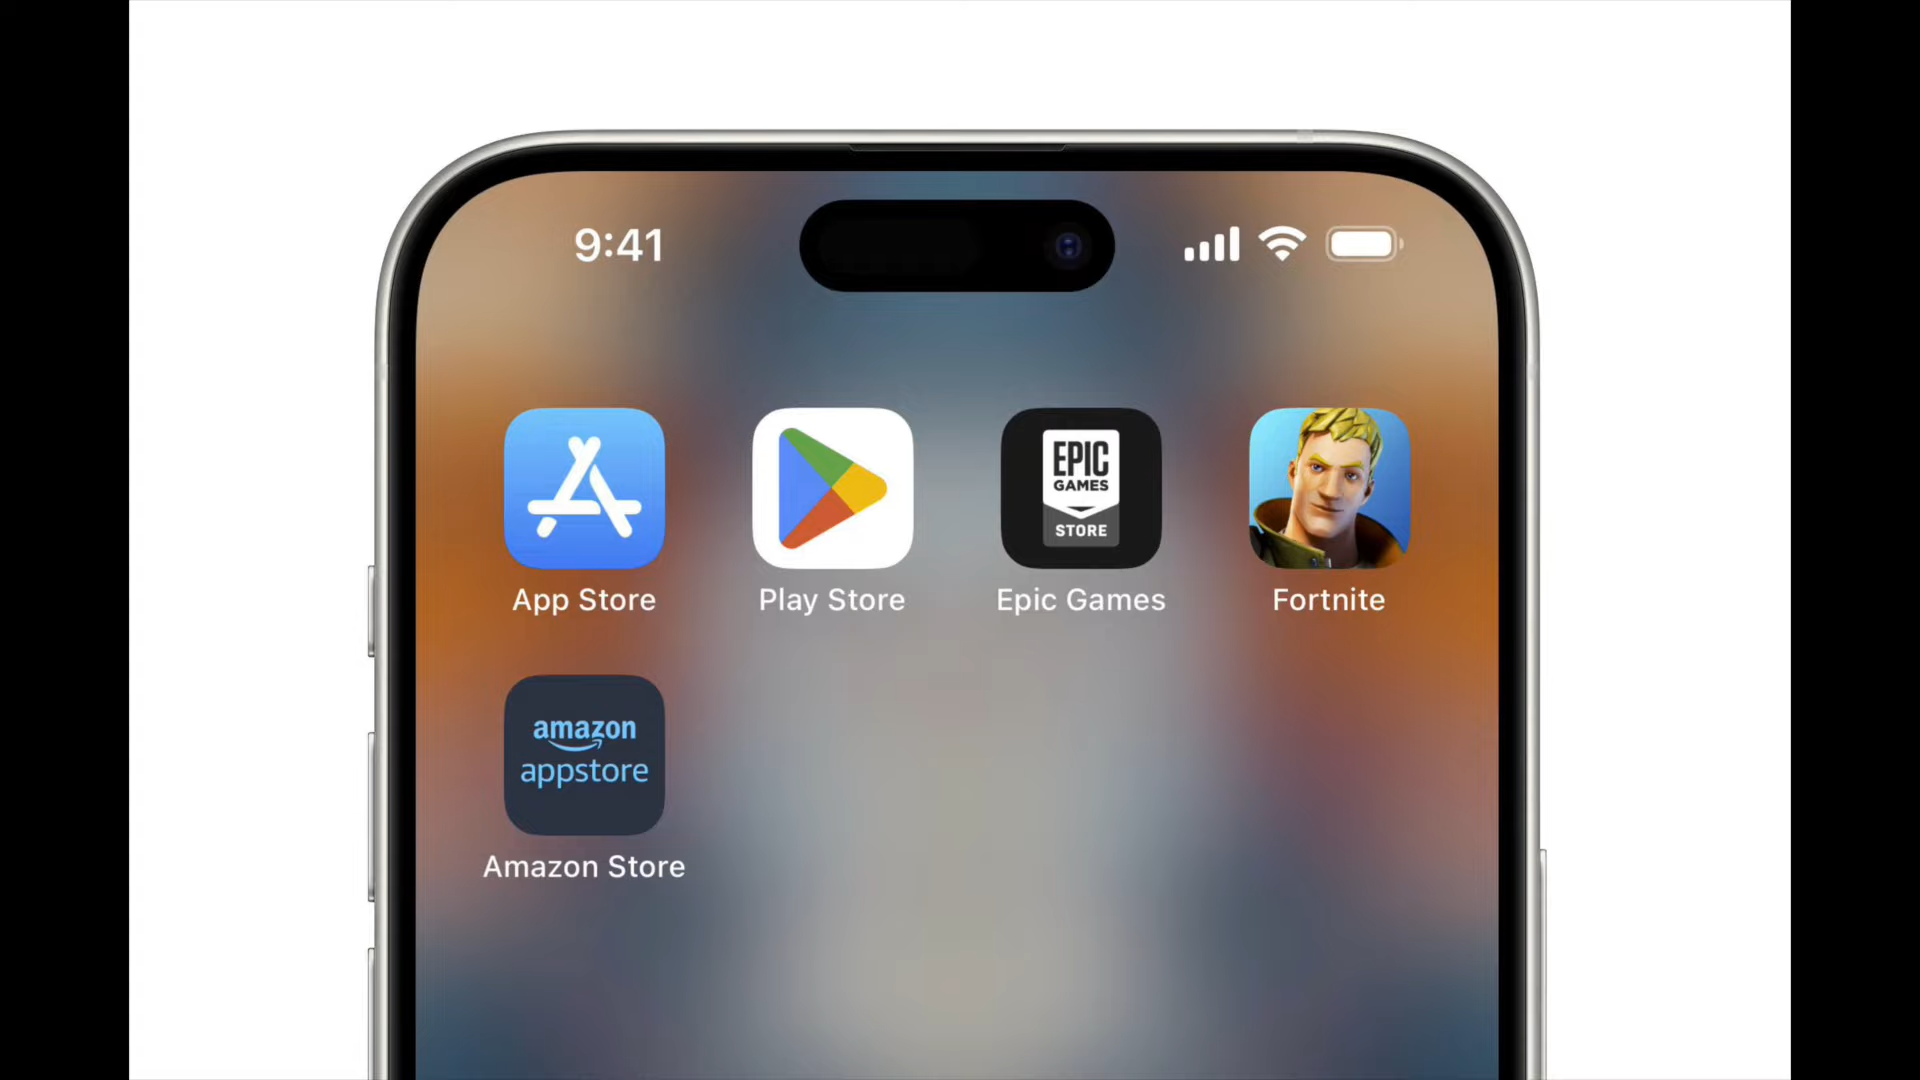 9:41
EPIC
GAMES
STORE
App Store
Play Store
Epic Games
Fortnite
amazon
appstore
Amazon Store